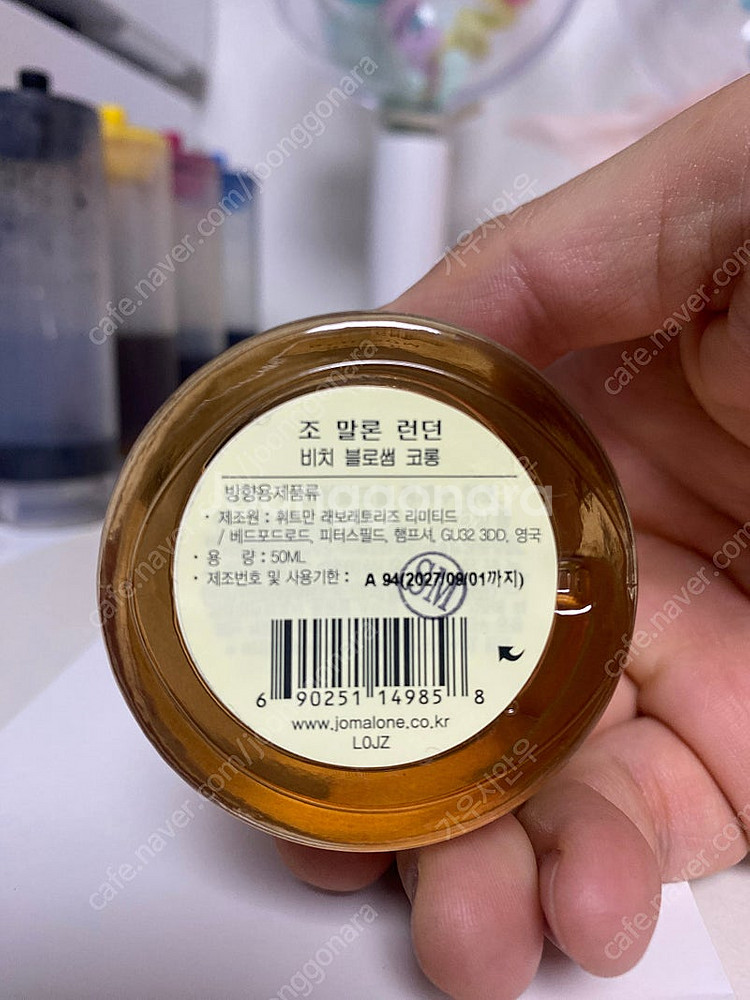 조 말론 런던
비치 블로썸 코롱
방향용제품류
· 제조원 : 휘트만 래보레토리즈 리미티드
/ 베드포드로드, 피터스필드, 햄프셔, GU32 3DD, 영국
· 용 량 : 50ML
· 제조번호 및 사용기한 : A 94(2027/09/01까지)
SM
6 90251 14985 8
www.jomalone.co.kr
L0JZ
Joonggonara
cafe.naver.com/joonggonara